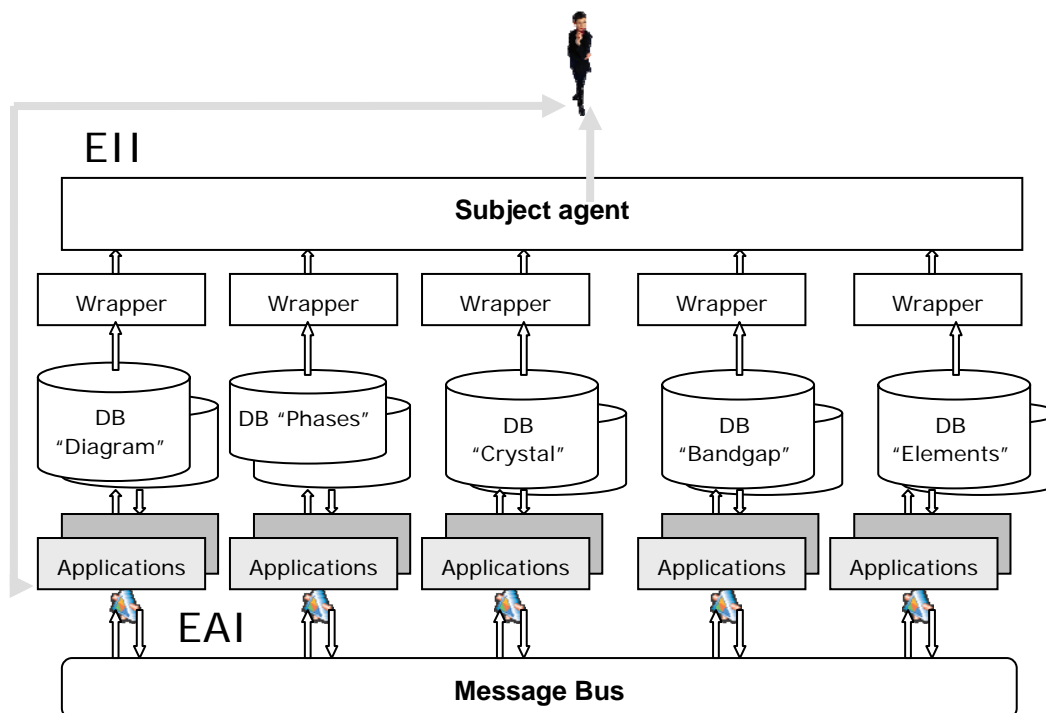 EII
Subject agent
Wrapper
Wrapper
Wrapper
Wrapper
Wrapper
DB
“Diagram”
DB “Phases”
DB
“Crystal”
DB
“Bandgap”
DB
“Elements”
Applications
Applications
Applications
Applications
Applications
EAI
Message Bus